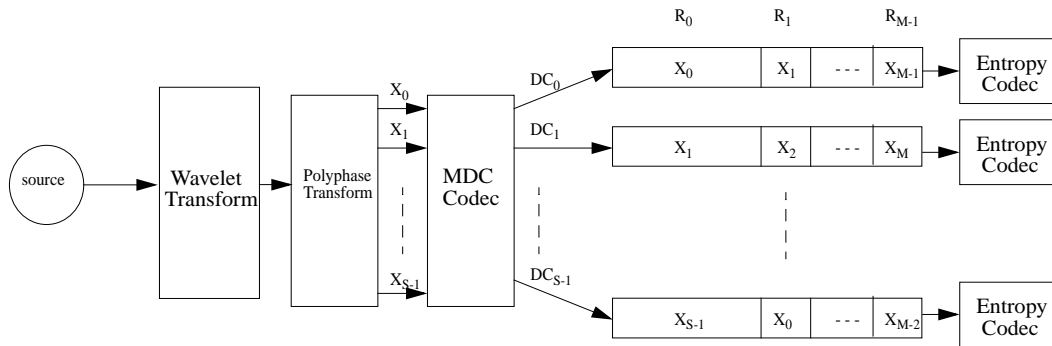 R0 R1 RM-1
X0 X1 - - - XM-1
Entropy Codec
source
Wavelet Transform
Polyphase Transform
X0
X1
XS-1
MDC Codec
DC0
DC1
DCS-1
X1 X2 - - - XM
Entropy Codec
XS-1 X0 - - - XM-2
Entropy Codec